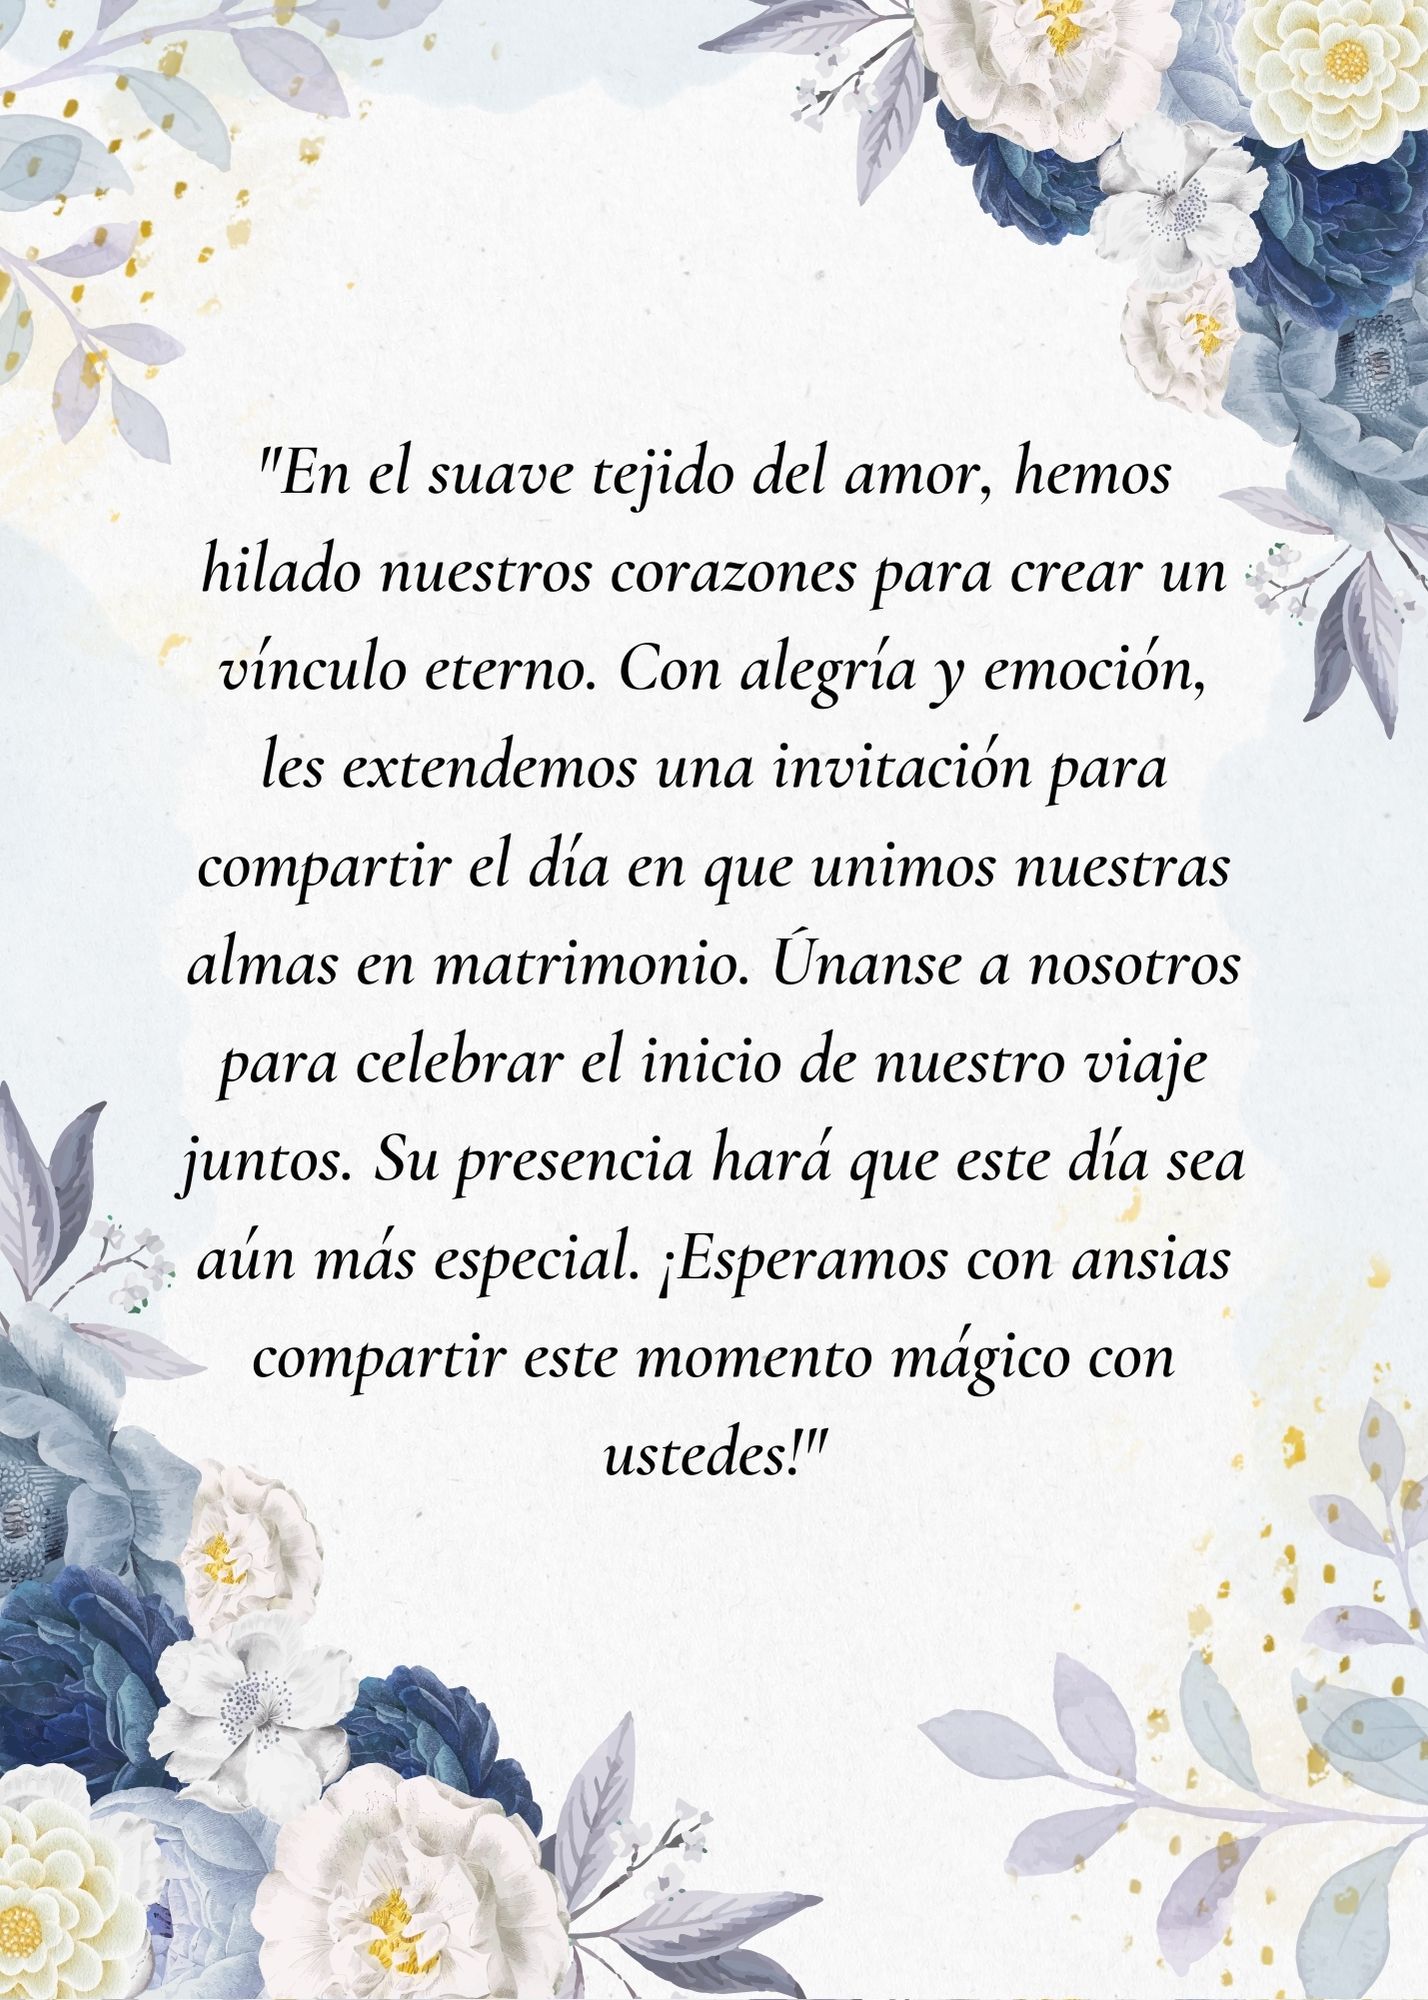 "En el suave tejido del amor, hemos
hilado nuestros corazones para crear un
vínculo eterno. Con alegría y emoción,
les extendemos una invitación para
compartir el día en que unimos nuestras
almas en matrimonio. Únanse a nosotros
para celebrar el inicio de nuestro viaje
juntos. Su presencia hará que este día sea
aún más especial. ¡Esperamos con ansias
compartir este momento mágico con
ustedes!"